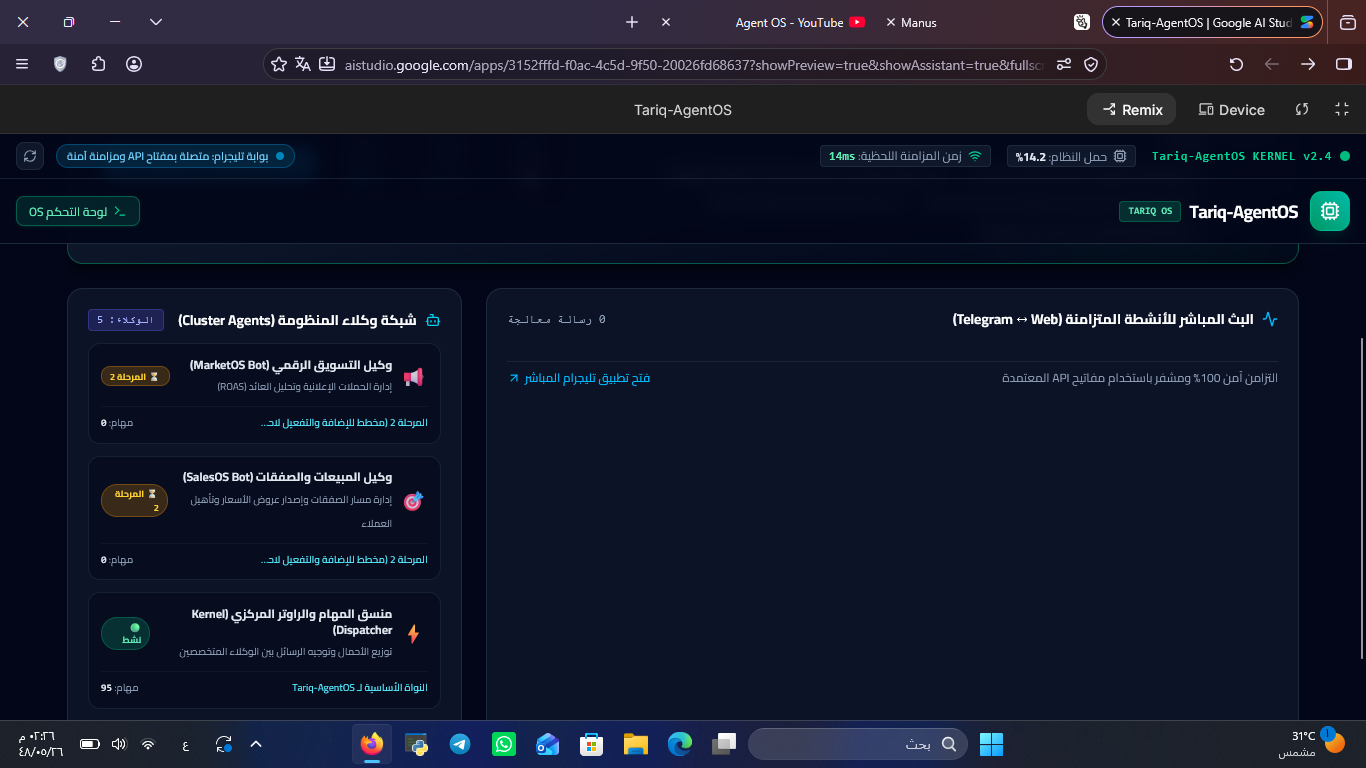 Agent OS - YouTube
Manus
Tariq-AgentOS | Google AI Stud
aistudio.google.com/apps/3152fffd-f0ac-4c5d-9f50-20026fd68637?showPreview=true&showAssistant=true&fullscr
Tariq-AgentOS
Remix
Device
Tariq-AgentOS KERNEL v2.4
حمل النظام: 14.2%
زمن المزامنة اللحظية: 14ms
بوابة تليجرام: متصلة بمفتاح API ومزامنة آمنة
Tariq-AgentOS
TARIQ OS
لوحة التحكم OS
البث المباشر للأنشطة المتزامنة (Telegram ↔ Web)
0 رسالة معالجة
التزامن آمن 100% ومشفر باستخدام مفاتيح API المعتمدة
فتح تطبيق تليجرام المباشر
شبكة وكلاء المنظومة (Cluster Agents)
الوكلاء: 5
وكيل التسويق الرقمي (MarketOS Bot)
إدارة الحملات الإعلانية وتحليل العائد (ROAS)
المرحلة 2
المرحلة 2 (مخطط للإضافة والتفعيل لاحـ...
مهام: 0
وكيل المبيعات والصفقات (SalesOS Bot)
إدارة مسار الصفقات وإصدار عروض الأسعار وتأهيل
العملاء
المرحلة
2
المرحلة 2 (مخطط للإضافة والتفعيل لاحـ...
مهام: 0
منسق المهام والراوتر المركزي (Kernel
Dispatcher)
توزيع الأحمال وتوجيه الرسائل بين الوكلاء المتخصصين
نشط
النواة الأساسية لـ Tariq-AgentOS
مهام: 95
31°C
مشمس
1
بحث
ع
٠٢:٢٦ م
٤٨/٠٥/٢٦